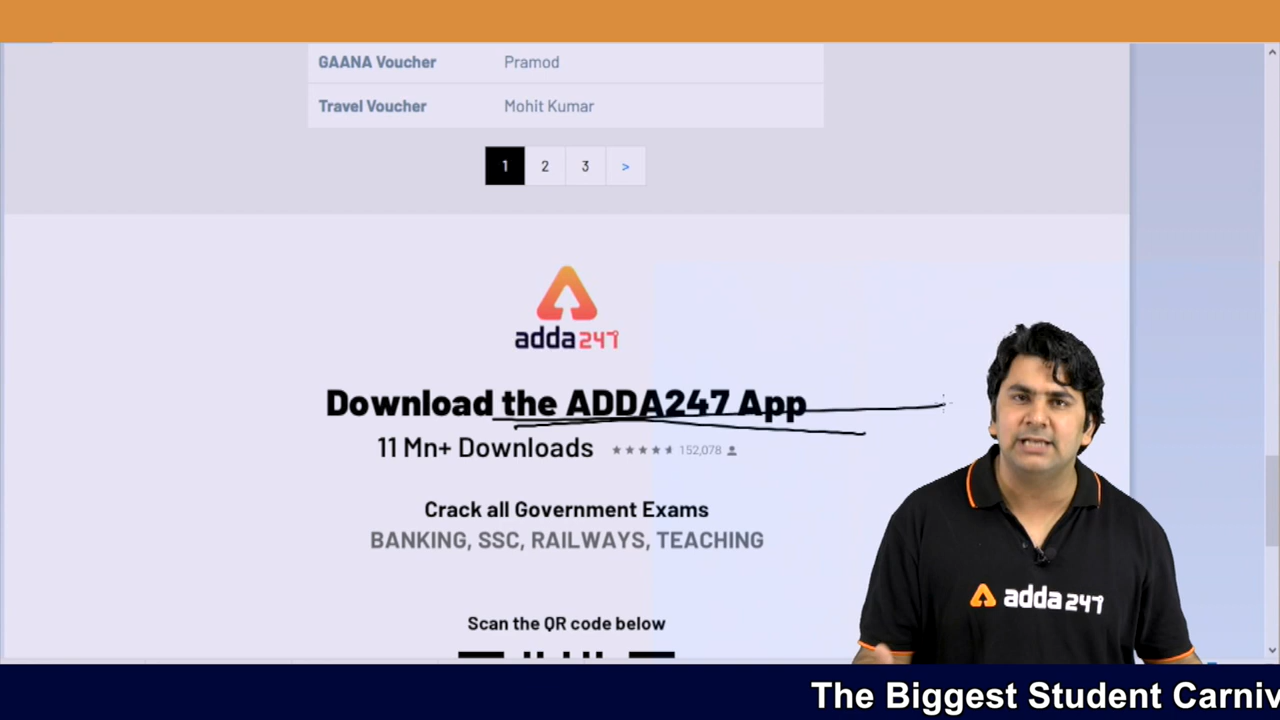 GAANA Voucher Pramod
Travel Voucher Mohit Kumar
1 2 3 >
adda247
Download the ADDA247 App
11 Mn+ Downloads 152,078
Crack all Government Exams
BANKING, SSC, RAILWAYS, TEACHING
Scan the QR code below
adda247
The Biggest Student Carniv